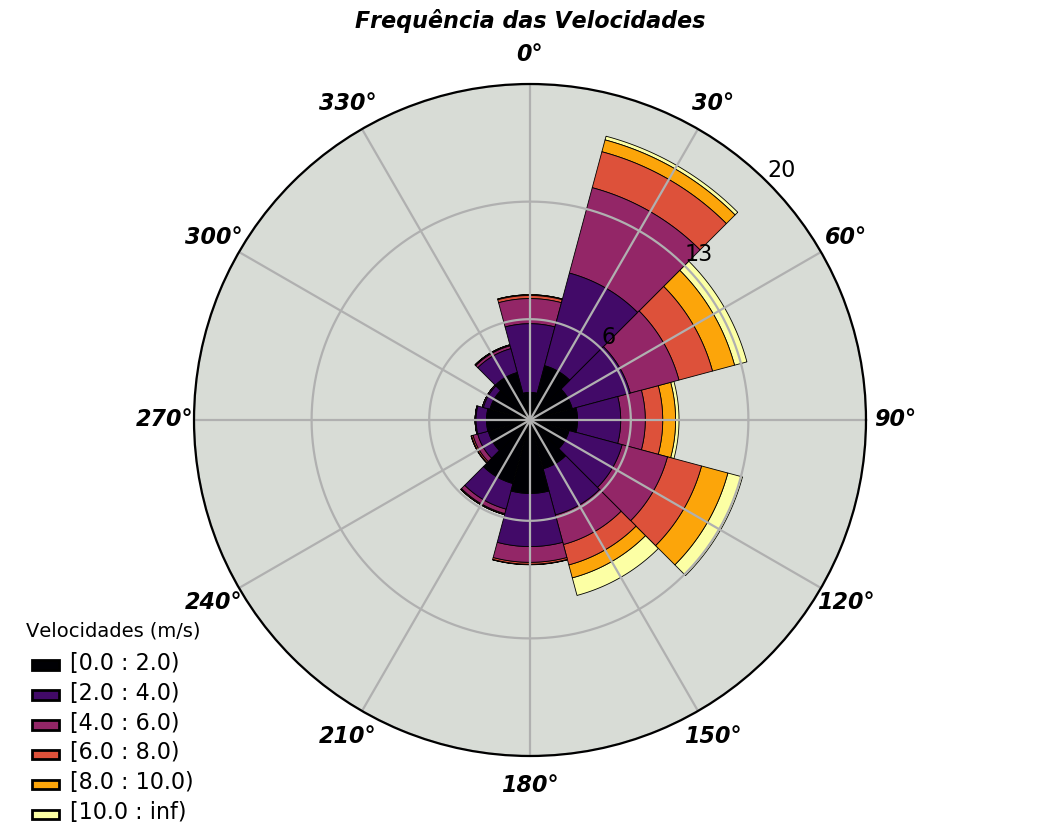 Frequência das Velocidades
0°
330°
30°
20
300°
60°
13
6
270°
90°
240°
120°
210°
150°
180°
Velocidades (m/s)
[0.0 : 2.0)
[2.0 : 4.0)
[4.0 : 6.0)
[6.0 : 8.0)
[8.0 : 10.0)
[10.0 : inf)